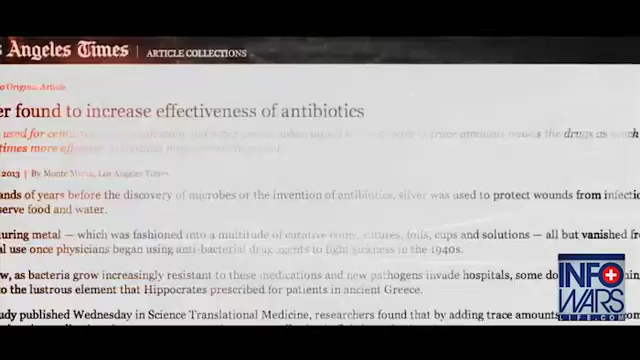 s Angeles Times | ARTICLE COLLECTIONS
o Original Article
er found to increase effectiveness of antibiotics
used for
the drugs as
times more
2013 | By Monte Los Angeles Times
ands of years before the discovery of microbes or the invention of antibiotics, silver was used to protect wounds from infectio
serve food and water.
uring metal — which was fashioned into a multitude of curative coins, sutures, foils, cups and solutions — all but vanished fr
al use once physicians began using anti-bacterial drug agents to fight sickness in the 1940s.
w, as bacteria grow increasingly resistant to these medications and new pathogens invade hospitals, some do
o the lustrous element that Hippocrates prescribed for patients in ancient Greece.
udy published Wednesday in Science Translational Medicine, researchers found that by adding trace amounts
INFO
WARS
LIFE.COM